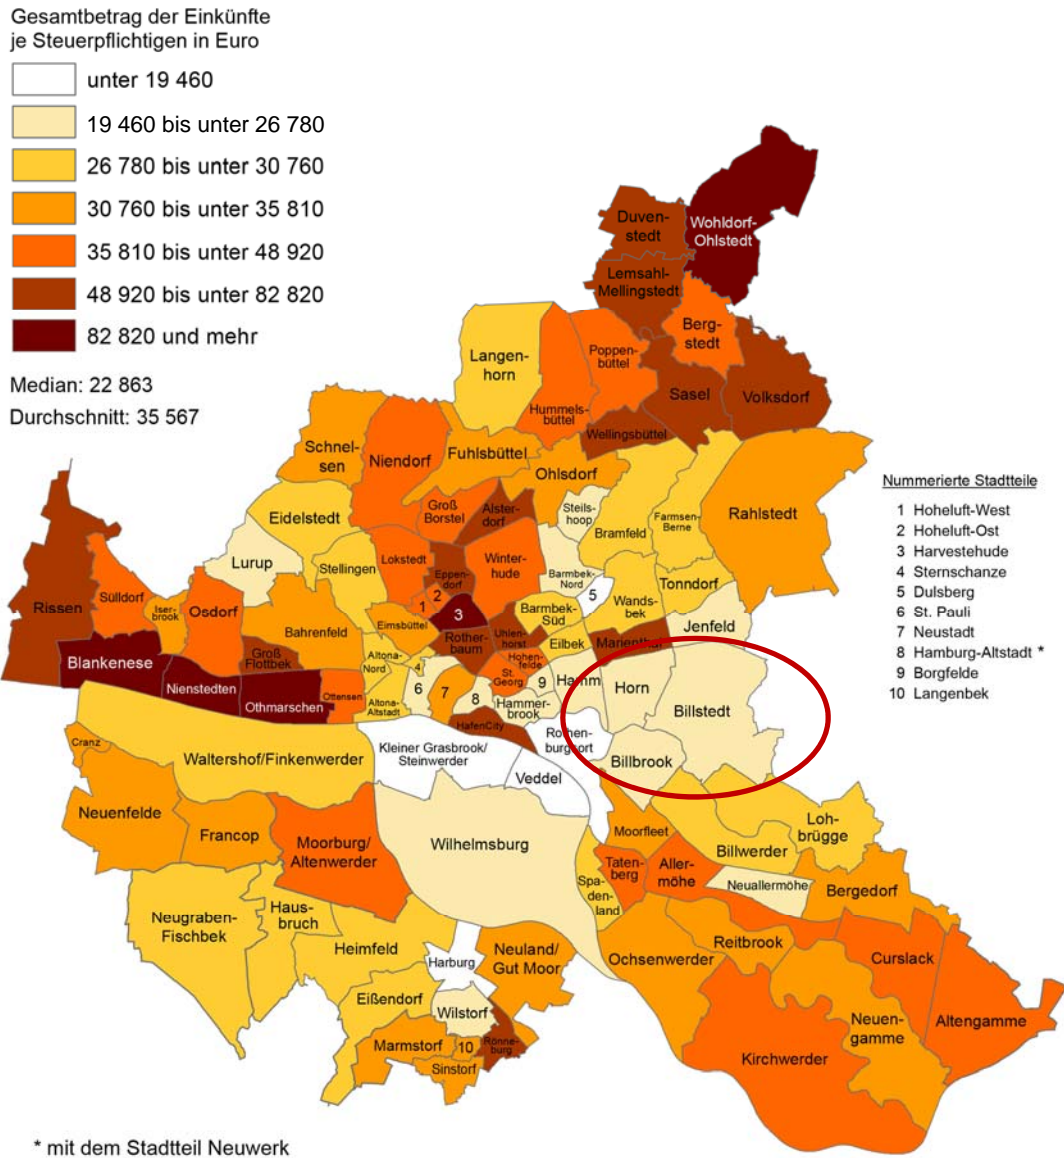 Gesamtbetrag der Einkünfte
je Steuerpflichtigen in Euro
unter 19 460
19 460 bis unter 26 780
26 780 bis unter 30 760
30 760 bis unter 35 810
35 810 bis unter 48 920
48 920 bis unter 82 820
82 820 und mehr
Median: 22 863
Durchschnitt: 35 567
Duven-
stedt
Wohldorf-
Ohlstedt
Lemsahl-
Mellingstedt
Berg-
stedt
Langen-
horn
Poppen-
büttel
Hummels-
büttel
Sasel
Volksdorf
Wellingsbüttel
Schnel-
sen
Niendorf
Fuhlsbüttel
Ohlsdorf
Groß
Borstel
Alster-
dorf
Steils-
hoop
Bramfeld
Farmsen-
Berne
Rahlstedt
Eidelstedt
Lurup
Stellingen
Lokstedt
Eppen-
dorf
Winter-
hude
Barmbek-
Nord
5
Wands-
bek
Tonndorf
Jenfeld
Rissen
Sülldorf
Iser-
brook
Osdorf
Bahrenfeld
Groß
Flottbek
Eimsbüttel
1
2
3
Rother-
baum
Uhlen-
horst
Barmbek-
Süd
Eilbek
Marienthal
Blankenese
Nienstedten
Othmarschen
Ottensen
Altona-
Nord
Altona-
Altstadt
4
6
7
8
St.
Georg
Hohen-
felde
9
Hammer-
brook
Hamm
Horn
Billstedt
HafenCity
Rothen-
burgsort
Billbrook
Cranz
Waltershof/Finkenwerder
Kleiner Grasbrook/
Steinwerder
Veddel
Neuenfelde
Francop
Moorburg/
Altenwerder
Wilhelmsburg
Moorfleet
Billwerder
Loh-
brügge
Spa-
den-
land
Taten-
berg
Aller-
möhe
Neuallermöhe
Bergedorf
Neugraben-
Fischbek
Haus-
bruch
Heimfeld
Harburg
Neuland/
Gut Moor
Ochsenwerder
Reitbrook
Curslack
Altengamme
Neuen-
gamme
Kirchwerder
Eißendorf
Wilstorf
Marmstorf
10
Rönne-
burg
Sinstorf
Nummerierte Stadtteile
1 Hoheluft-West
2 Hoheluft-Ost
3 Harvestehude
4 Sternschanze
5 Dulsberg
6 St. Pauli
7 Neustadt
8 Hamburg-Altstadt *
9 Borgfelde
10 Langenbek
* mit dem Stadtteil Neuwerk